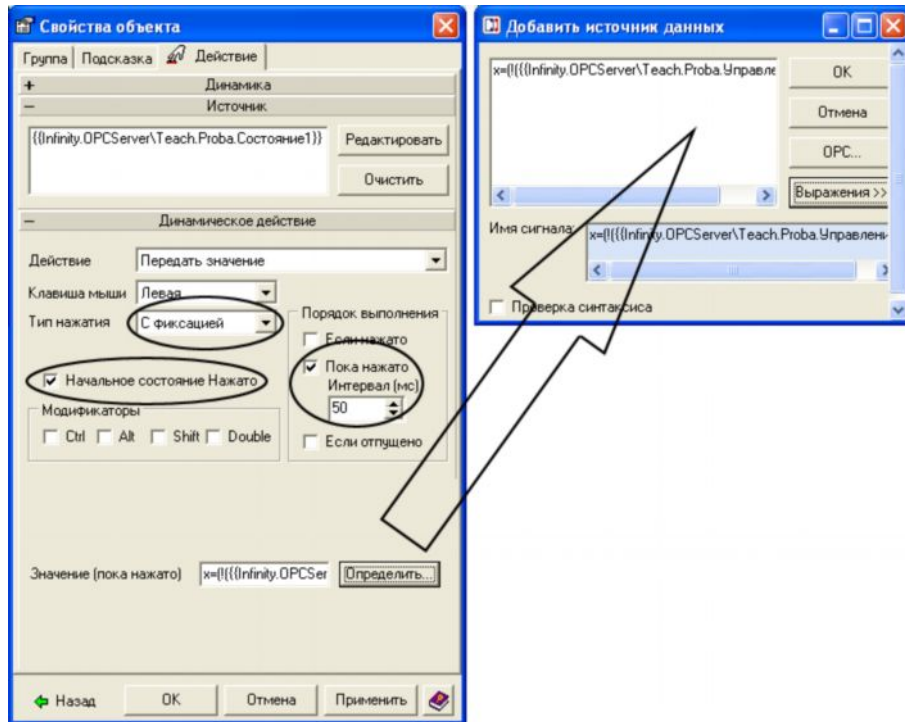 Свойства объекта
Группа Подсказка Действие
+ Динамика
− Источник
{{Infinity.OPCServer\Teach.Proba.Состояние1}}
Редактировать
Очистить
− Динамическое действие
Действие Передать значение
Клавиша мыши Левая
Тип нажатия С фиксацией
Начальное состояние Нажато
Модификаторы
Ctrl Alt Shift Double
Порядок выполнения
Если нажато
Пока нажато
Интервал (мс)
50
Если отпущено
Значение (пока нажато) x=(!({{Infinity.OPCSer Определить...
Назад ОК Отмена Применить
Добавить источник данных
x=(!({{Infinity.OPCServer\Teach.Proba.Управле
ОК
Отмена
OPC...
Выражения >>
Имя сигнала: x=(!({{Infinity.OPCServer\Teach.Proba.Управлен
Проверка синтаксиса